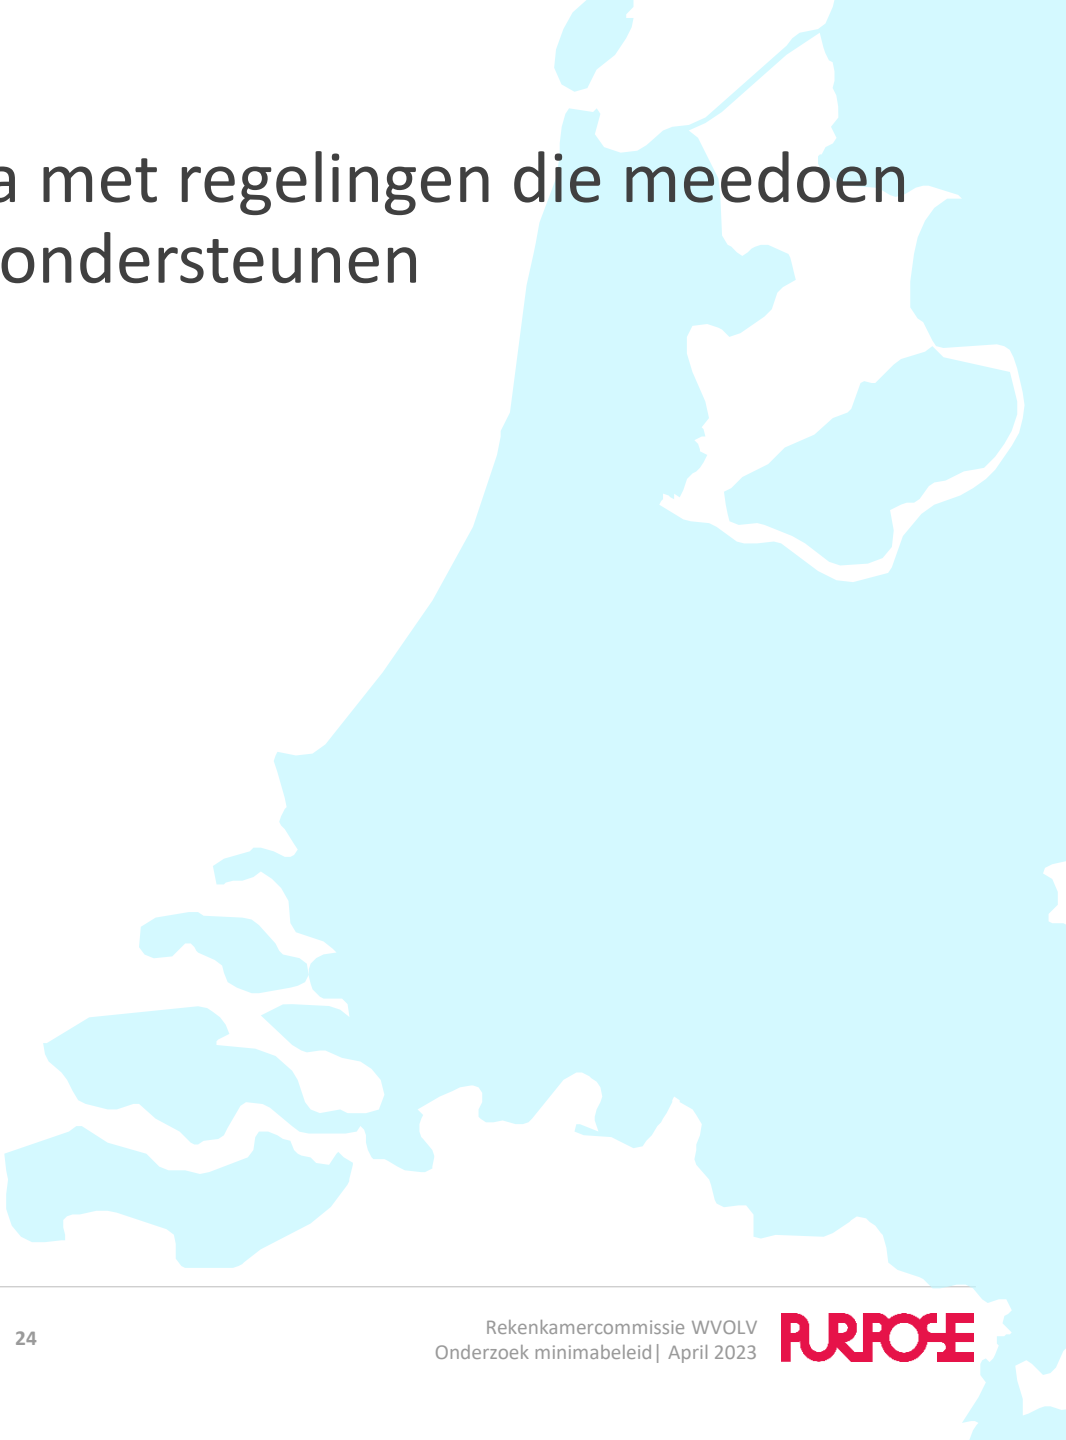 a met regelingen die meedoen
ondersteunen
24
Rekenkamercommissie WVOLV
Onderzoek minimabeleid| April 2023
PURPOSE